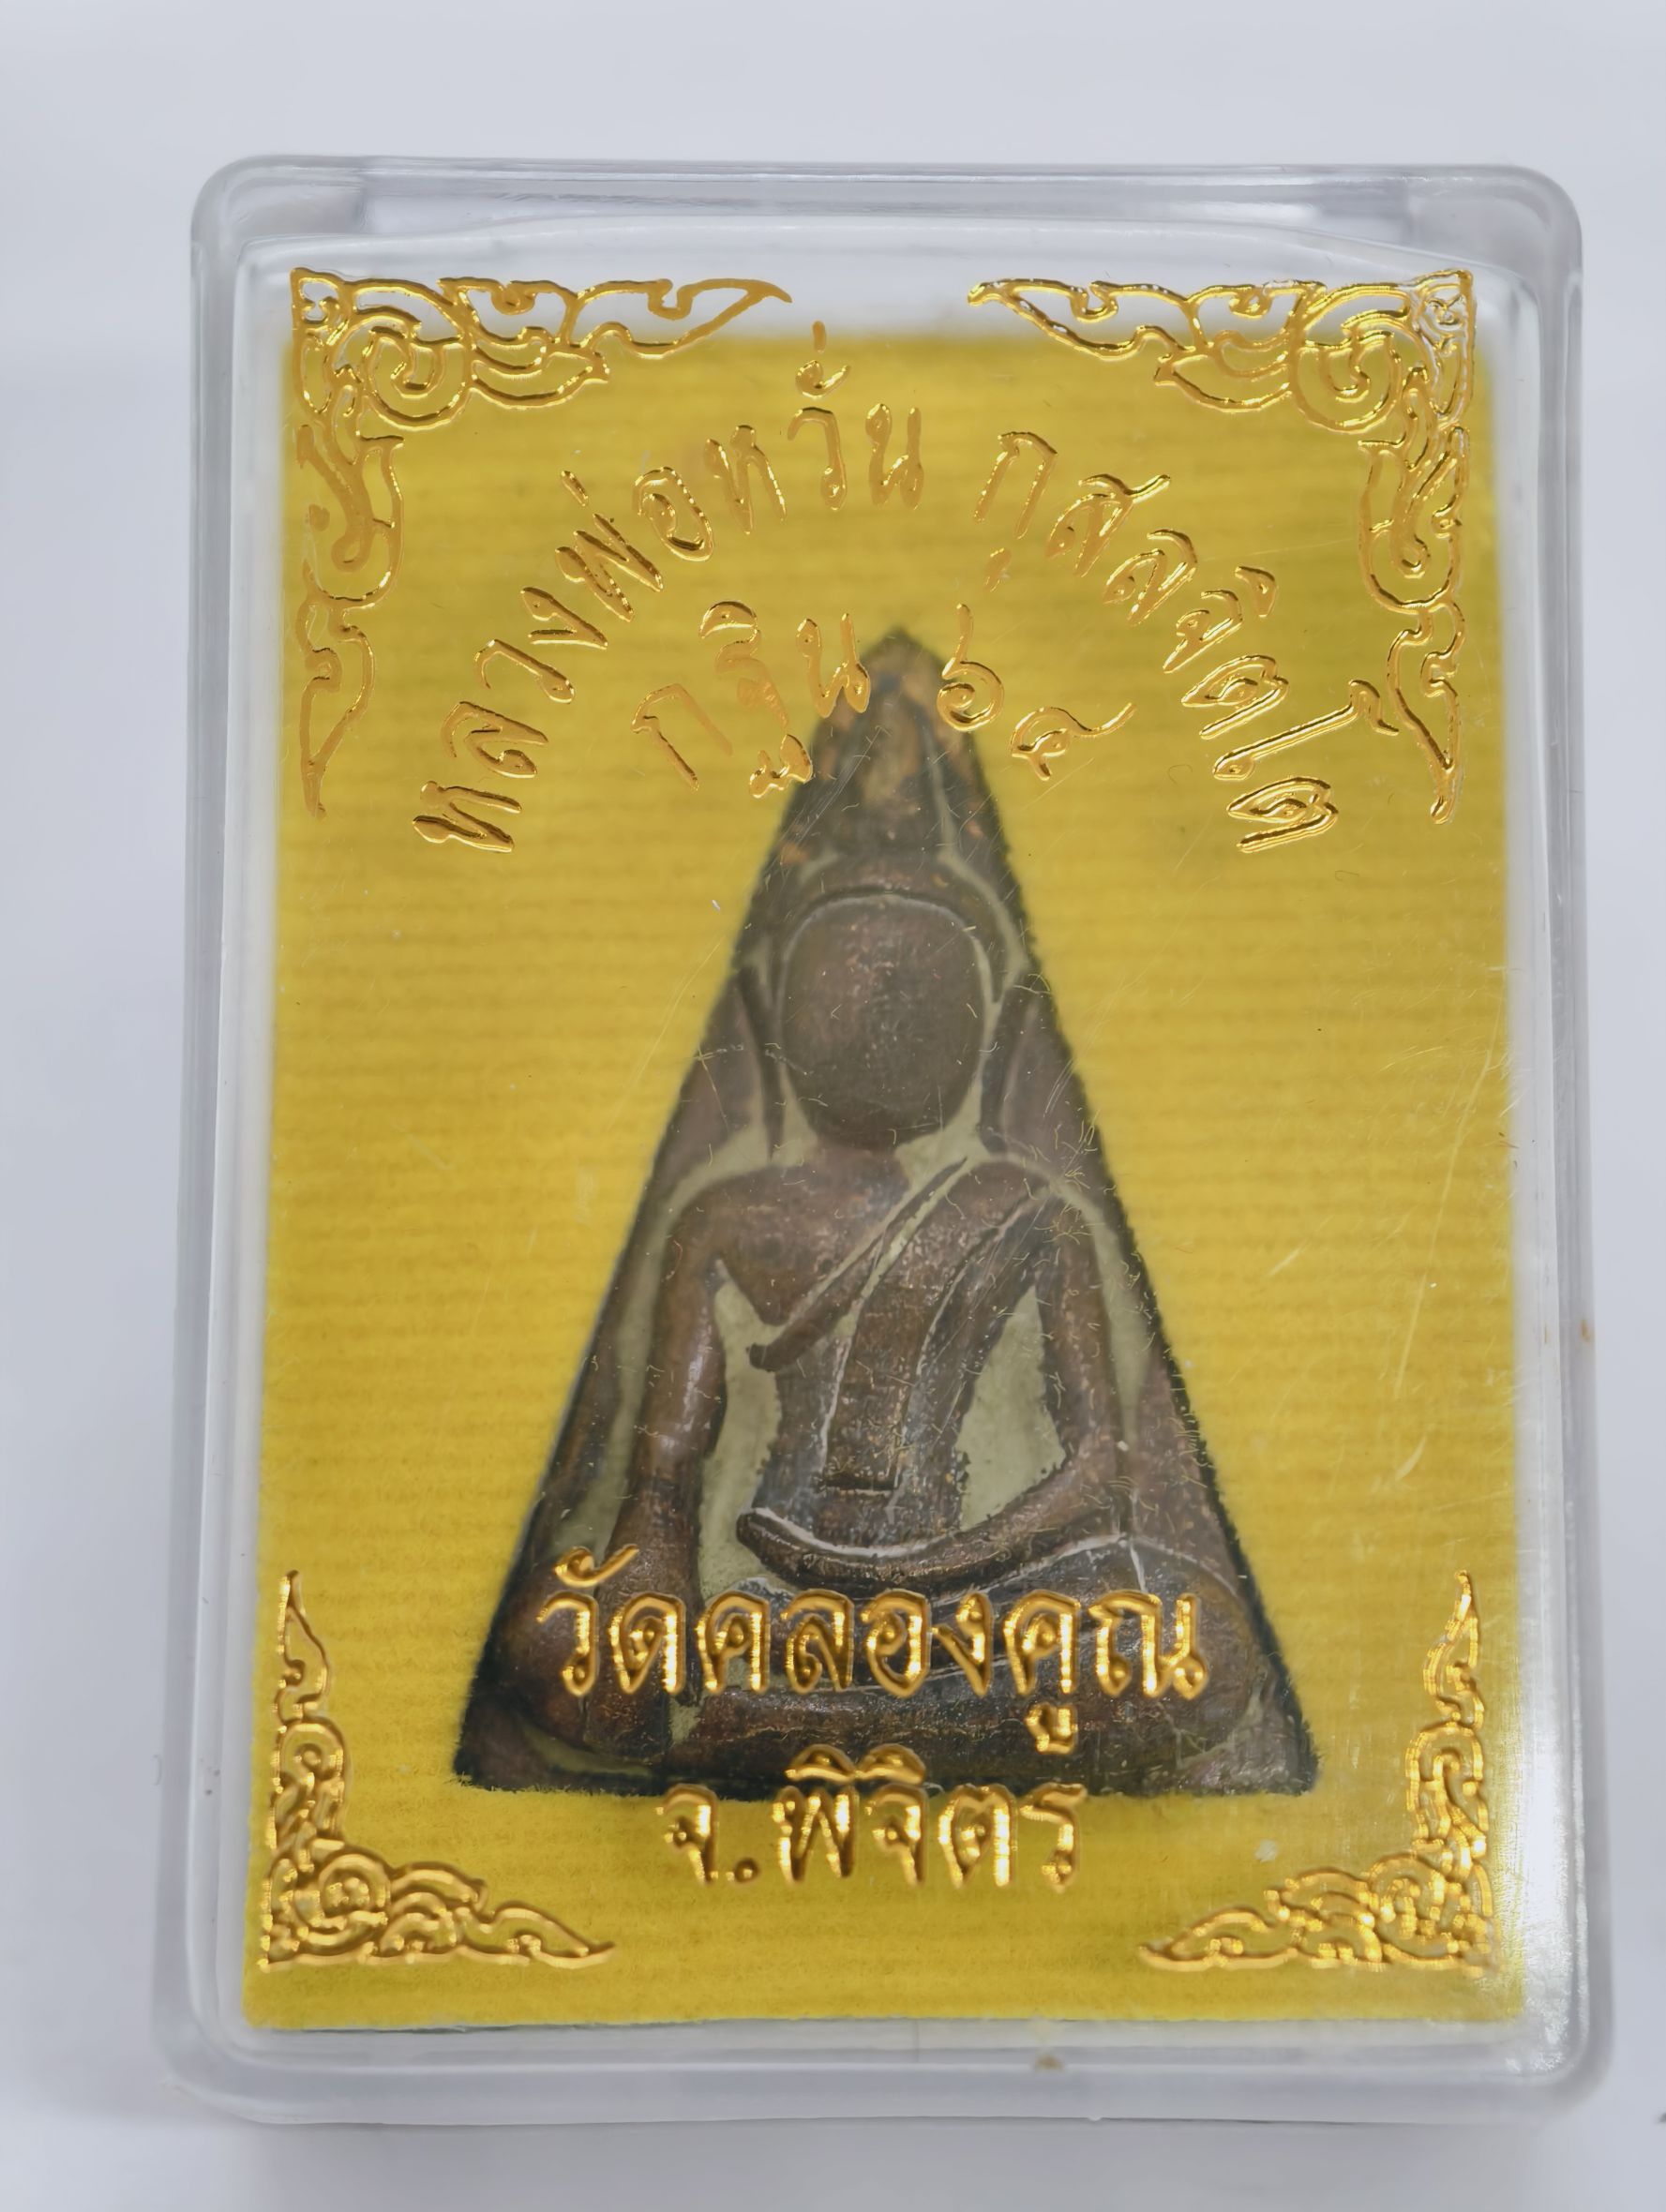 หลวงพ่อหวั่น กุสลจิตโต
กฐิน ๖๔
วัดคลองคูณ
จ.พิจิตร